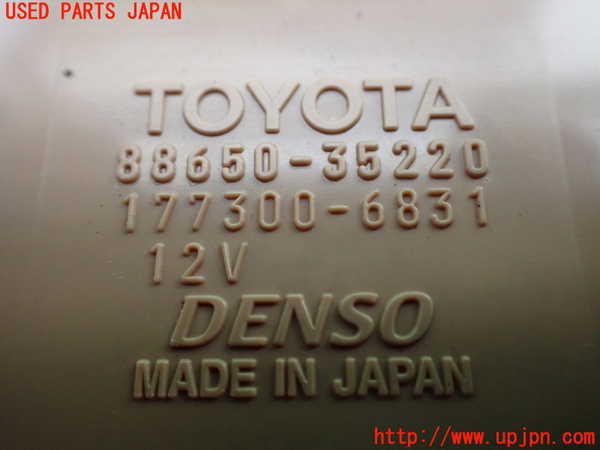 USED PARTS JAPAN
TOYOTA
88650-35220
177300-6831
12V
DENSO
MADE IN JAPAN
http://www.upjpn.com/